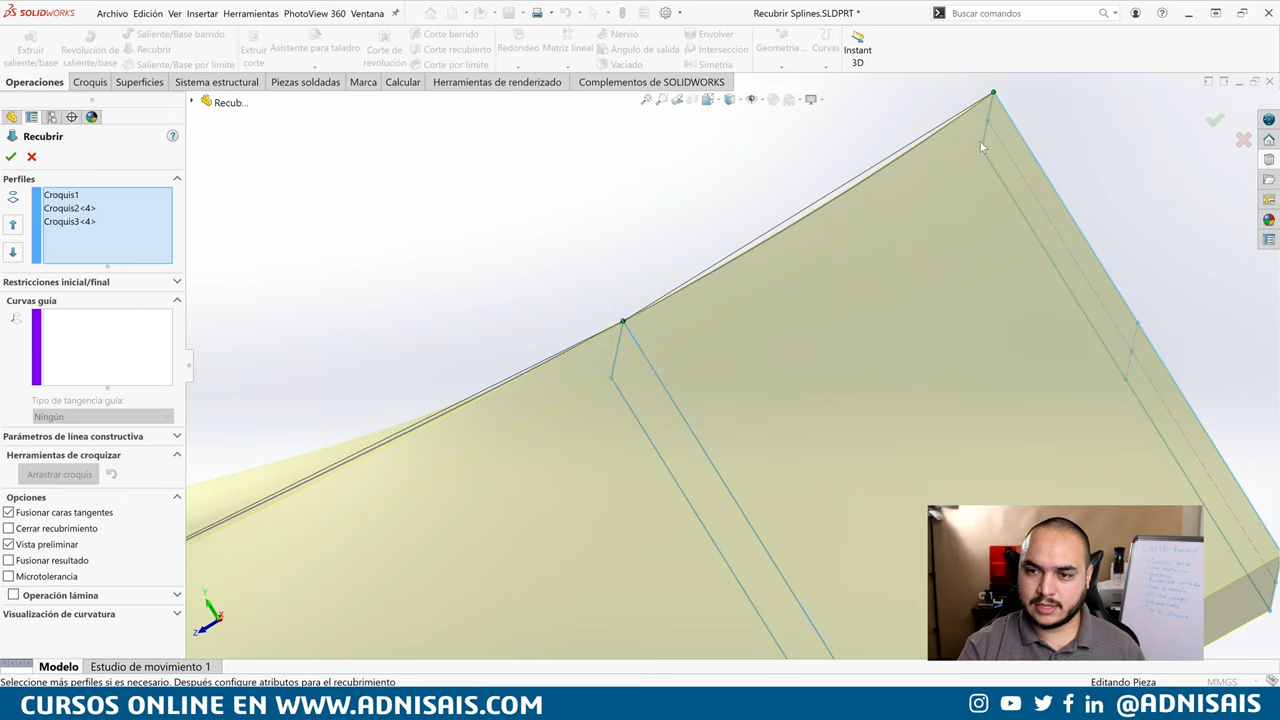 SOLIDWORKS
Archivo Edición Ver Insertar Herramientas PhotoView 360 Ventana
Recubrir Splines.SLDPRT *
Buscar comandos
Extruir saliente/base
Revolución de saliente/base
Saliente/Base barrido
Recubrir
Saliente/Base por límite
Extruir corte
Asistente para taladro
Corte de revolución
Corte barrido
Corte recubierto
Corte por límite
Redondeo
Matriz lineal
Nervio
Ángulo de salida
Vaciado
Envolver
Intersección
Simetría
Geometría ...
Curvas
Instant 3D
Operaciones Croquis Superficies Sistema estructural Piezas soldadas Marca Calcular Herramientas de renderizado Complementos de SOLIDWORKS
Recub...
Recubrir
Perfiles
Croquis1
Croquis2<4>
Croquis3<4>
Restricciones inicial/final
Curvas guía
Tipo de tangencia guía:
Ningún
Parámetros de línea constructiva
Herramientas de croquizar
Arrastrar croquis
Opciones
Fusionar caras tangentes
Cerrar recubrimiento
Vista preliminar
Fusionar resultado
Microtolerancia
Operación lámina
Visualización de curvatura
Y
X
Z
Modelo Estudio de movimiento 1
Seleccione más perfiles si es necesario. Después configure atributos para el recubrimiento
Editando Pieza
MMGS
CURSOS ONLINE EN WWW.ADNISAIS.COM
@ADNISAIS